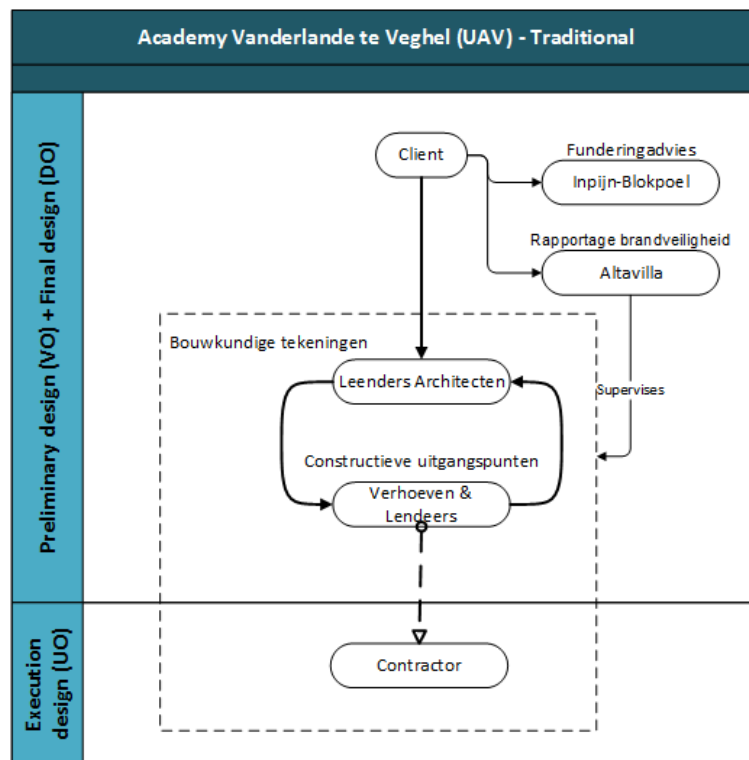 Academy Vanderlande te Veghel (UAV) - Traditional
Preliminary design (VO) + Final design (DO)
Client
Funderingadvies
Inpijn-Blokpoel
Rapportage brandveiligheid
Altavilla
Bouwkundige tekeningen
Leenders Architecten
Supervises
Constructieve uitgangspunten
Verhoeven &
Lendeers
Execution
design (UO)
Contractor